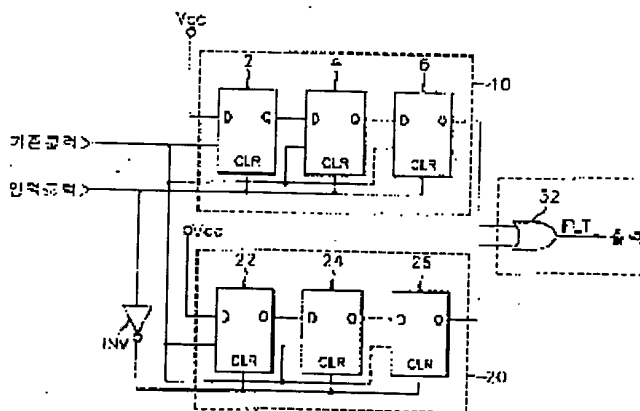 Vcc
2 4 6
10
D Q D Q D Q
기준클럭
CLR CLR CLR
입력클럭
32
Vcc
22 24
D Q D Q
INV
CLR CLR CLR
20